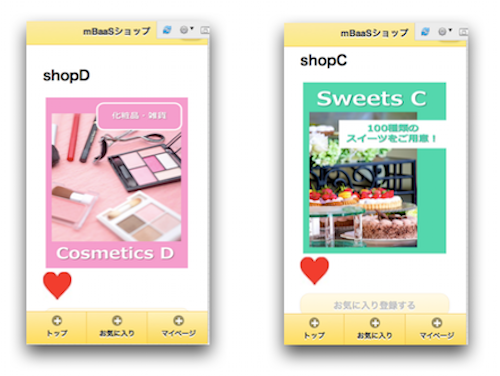 mBaaSショップ
shopD
化粧品・雑貨
Cosmetics D
トップ
お気に入り
マイページ
mBaaSショップ
shopC
Sweets C
100種類の
スイーツをご用意！
お気に入り登録する
トップ
お気に入り
マイページ